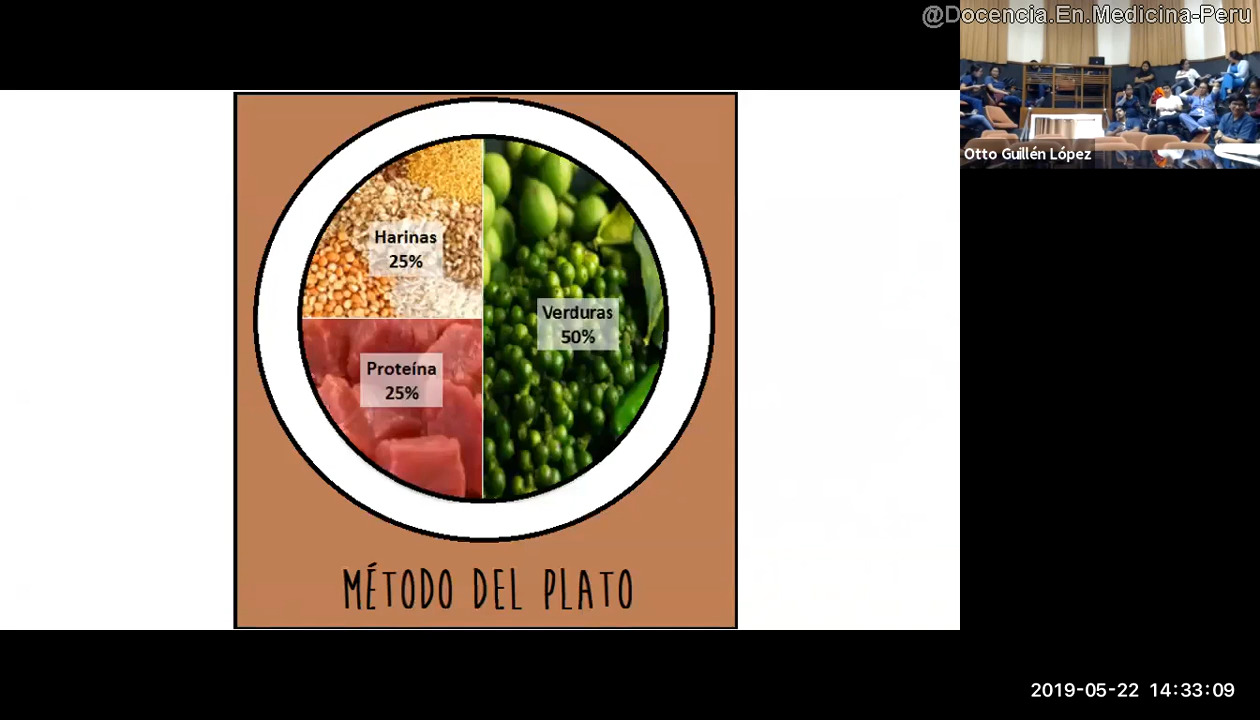 @Docencia.En.Medicina-Peru
Otto Guillén López
Harinas
25%
Verduras
50%
Proteína
25%
MÉTODO DEL PLATO
2019-05-22 14:33:09